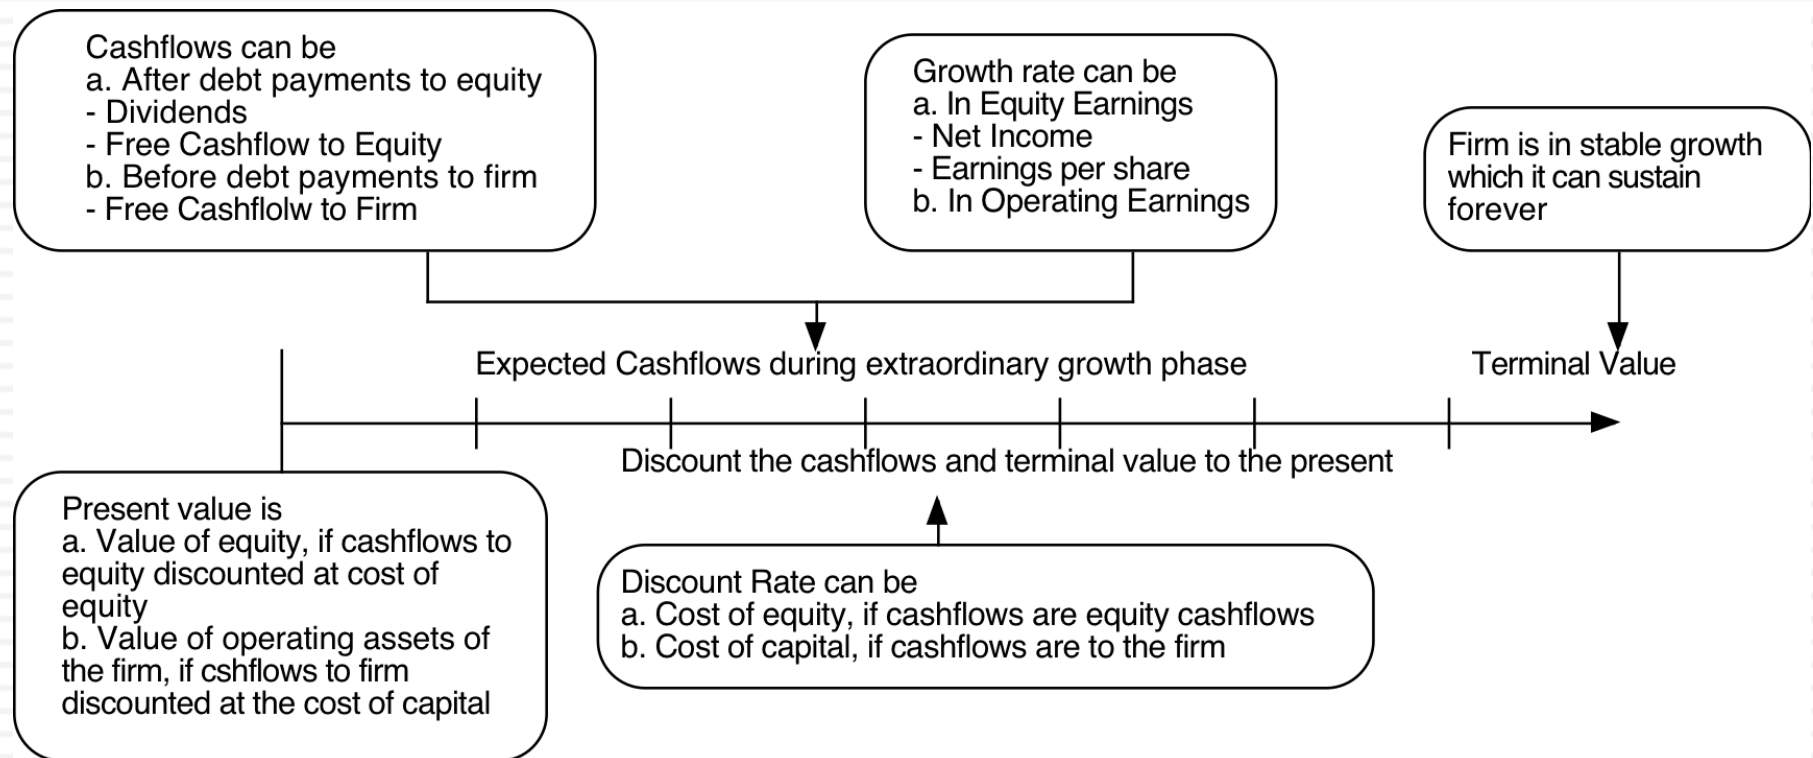 Cashflows can be
a. After debt payments to equity
- Dividends
- Free Cashflow to Equity
b. Before debt payments to firm
- Free Cashflolw to Firm
Growth rate can be
a. In Equity Earnings
- Net Income
- Earnings per share
b. In Operating Earnings
Firm is in stable growth
which it can sustain
forever
Expected Cashflows during extraordinary growth phase
Terminal Value
Discount the cashflows and terminal value to the present
Present value is
a. Value of equity, if cashflows to
equity discounted at cost of
equity
b. Value of operating assets of
the firm, if cshflows to firm
discounted at the cost of capital
Discount Rate can be
a. Cost of equity, if cashflows are equity cashflows
b. Cost of capital, if cashflows are to the firm